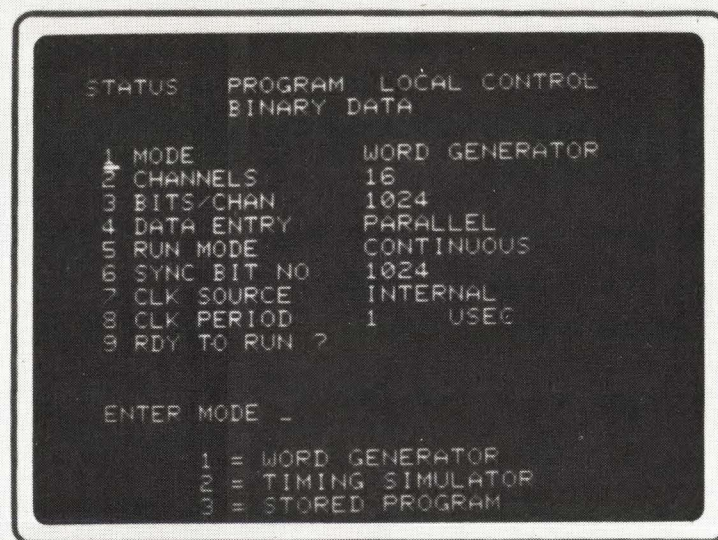 STATUS PROGRAM LOCAL CONTROL
BINARY DATA
1 MODE WORD GENERATOR
2 CHANNELS 16
3 BITS/CHAN 1024
4 DATA ENTRY PARALLEL
5 RUN MODE CONTINUOUS
6 SYNC BIT NO 1024
7 CLK SOURCE INTERNAL
8 CLK PERIOD 1 USEC
9 RDY TO RUN ?
ENTER MODE _
1 = WORD GENERATOR
2 = TIMING SIMULATOR
3 = STORED PROGRAM